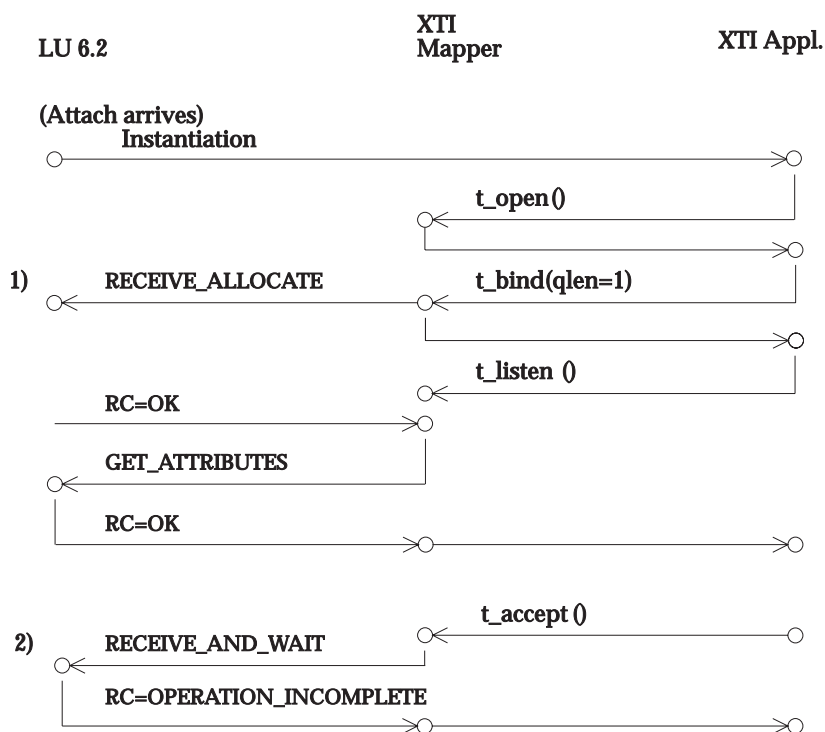 LU 6.2
XTI
Mapper
XTI Appl.
(Attach arrives)
Instantiation
t_open()
1)
RECEIVE_ALLOCATE
t_bind(qlen=1)
t_listen ()
RC=OK
GET_ATTRIBUTES
RC=OK
t_accept ()
2)
RECEIVE_AND_WAIT
RC=OPERATION_INCOMPLETE